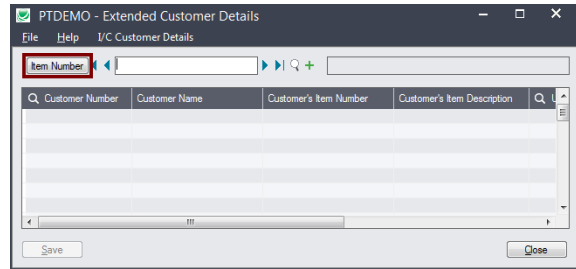 PTDEMO - Extended Customer Details
File Help I/C Customer Details
Item Number
Customer Number Customer Name Customer's Item Number Customer's Item Description
Save Close